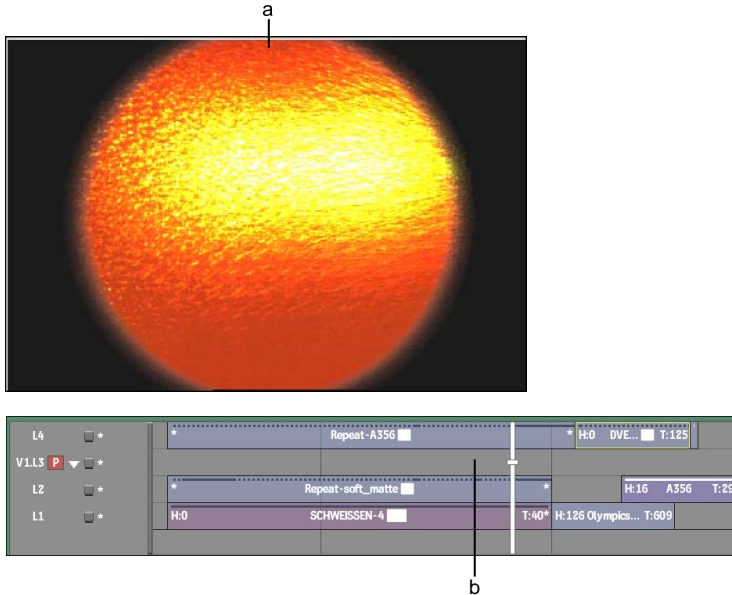 a
L4 * * Repeat-A356 * H:0 DVE... T:125
V1.L3 P *
L2 * * Repeat-soft_matte * H:16 A356 T:29
L1 * H:0 SCHWEISSEN-4 T:40* H:126 Olympics... T:609
b